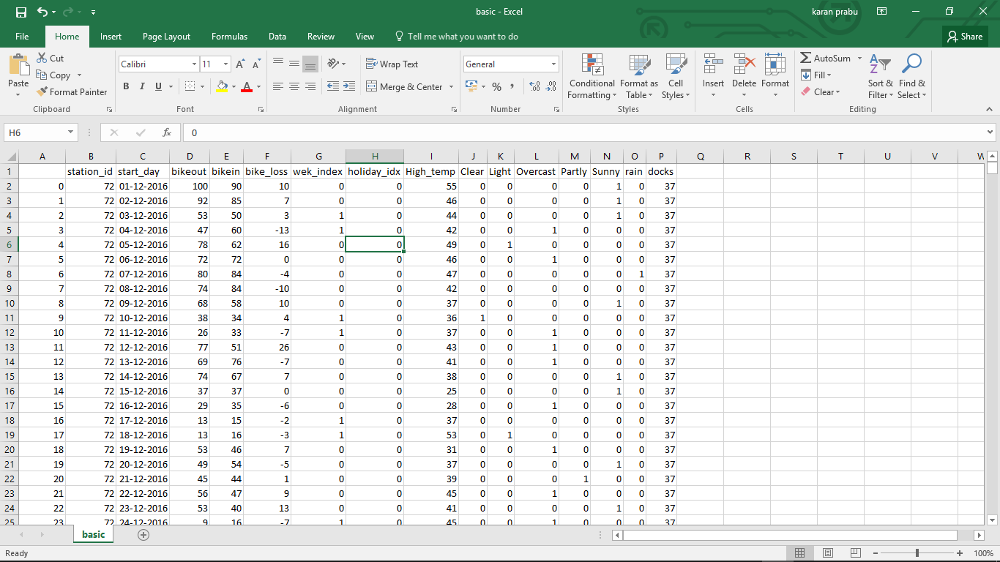 basic - Excel
karan prabu
File Home Insert Page Layout Formulas Data Review View Tell me what you want to do Share
Paste
Cut
Copy
Format Painter
Clipboard
Calibri 11
B I U
Font
Wrap Text
Merge & Center
Alignment
General
Number
Conditional Formatting
Format as Table
Cell Styles
Styles
Insert Delete Format
Cells
AutoSum
Fill
Clear
Sort & Filter
Find & Select
Editing
H6 fx 0
A B C D E F G H I J K L M N O P Q R S T U V W
1 station_id start_day bikeout bikein bike_loss wek_index holiday_idx High_temp Clear Light Overcast Partly Sunny rain docks
2 0 72 01-12-2016 100 90 10 0 0 55 0 0 0 0 1 0 37
3 1 72 02-12-2016 92 85 7 0 0 46 0 0 0 0 1 0 37
4 2 72 03-12-2016 53 50 3 1 0 44 0 0 0 0 1 0 37
5 3 72 04-12-2016 47 60 -13 1 0 42 0 0 1 0 0 0 37
6 4 72 05-12-2016 78 62 16 0 0 49 0 1 0 0 0 0 37
7 5 72 06-12-2016 72 72 0 0 0 46 0 0 1 0 0 0 37
8 6 72 07-12-2016 80 84 -4 0 0 47 0 0 0 0 0 1 37
9 7 72 08-12-2016 74 84 -10 0 0 42 0 0 0 0 0 0 37
10 8 72 09-12-2016 68 58 10 0 0 37 0 0 0 0 1 0 37
11 9 72 10-12-2016 38 34 4 1 0 36 1 0 0 0 0 0 37
12 10 72 11-12-2016 26 33 -7 1 0 37 0 0 1 0 0 0 37
13 11 72 12-12-2016 77 51 26 0 0 43 0 0 1 0 0 0 37
14 12 72 13-12-2016 69 76 -7 0 0 41 0 0 1 0 0 0 37
15 13 72 14-12-2016 74 67 7 0 0 38 0 0 0 0 1 0 37
16 14 72 15-12-2016 37 37 0 0 0 25 0 0 0 0 1 0 37
17 15 72 16-12-2016 29 35 -6 0 0 28 0 0 1 0 0 0 37
18 16 72 17-12-2016 13 15 -2 1 0 37 0 0 0 0 0 0 37
19 17 72 18-12-2016 13 16 -3 1 0 53 0 1 0 0 0 0 37
20 18 72 19-12-2016 53 46 7 0 0 31 0 0 1 0 0 0 37
21 19 72 20-12-2016 49 54 -5 0 0 37 0 0 0 0 1 0 37
22 20 72 21-12-2016 45 44 1 0 0 39 0 0 0 1 0 0 37
23 21 72 22-12-2016 56 47 9 0 0 45 0 0 1 0 0 0 37
24 22 72 23-12-2016 53 40 13 0 0 41 0 0 0 0 1 0 37
25 23 72 24-12-2016 9 16 -7 1 0 45 0 0 1 0 0 0 37
basic
Ready 100%